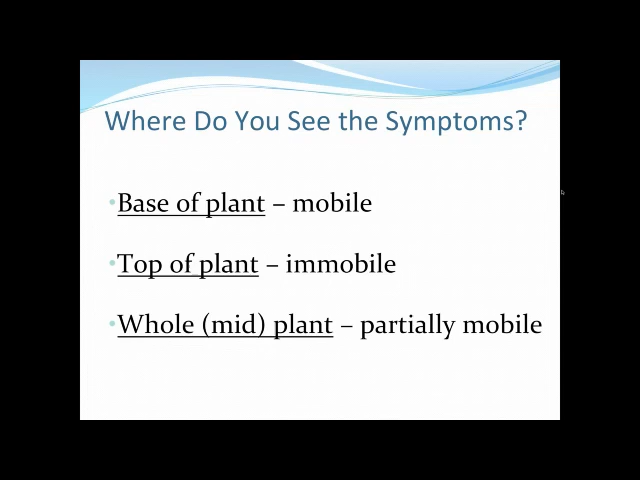 Where Do You See the Symptoms?
•Base of plant – mobile
•Top of plant – immobile
•Whole (mid) plant – partially mobile